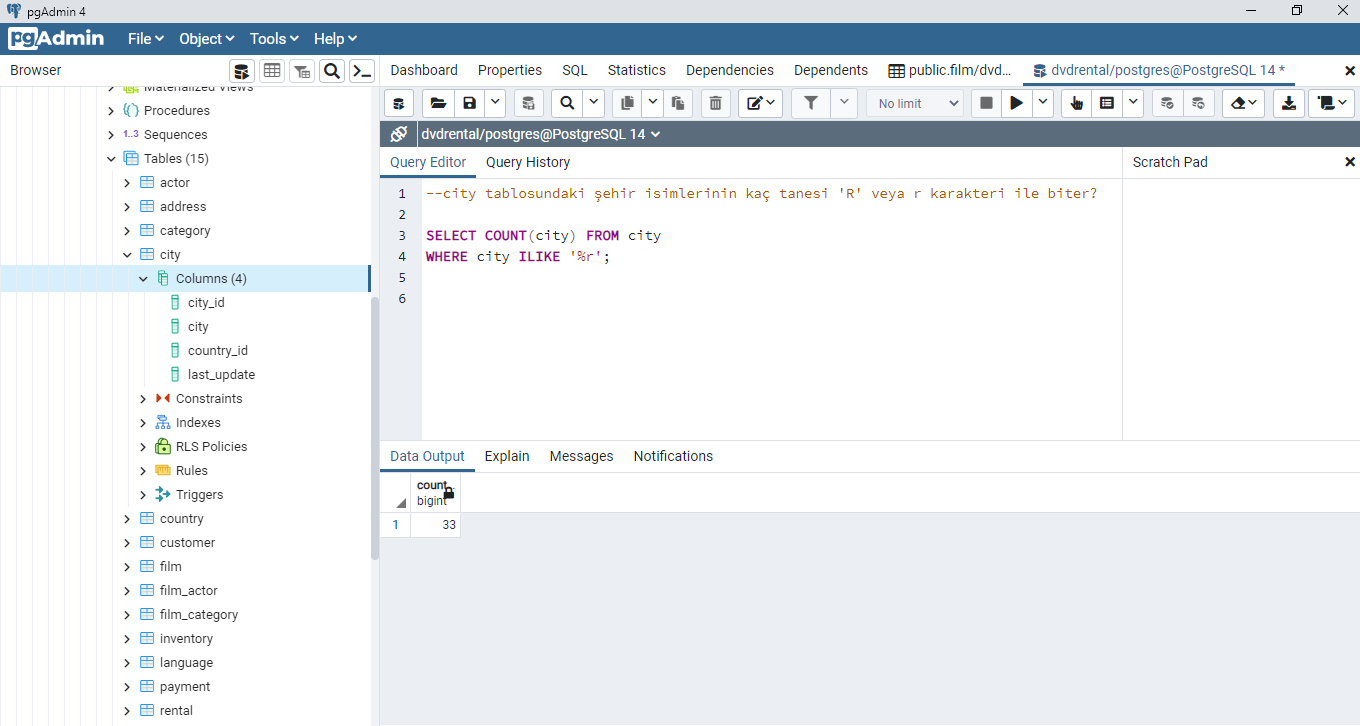 pgAdmin 4
pgAdmin
File Object Tools Help
Browser
Dashboard Properties SQL Statistics Dependencies Dependents public.film/dvd... dvdrental/postgres@PostgreSQL 14 *
No limit
dvdrental/postgres@PostgreSQL 14
Query Editor Query History
Scratch Pad
Materialized Views
Procedures
1..3 Sequences
Tables (15)
actor
address
category
city
Columns (4)
city_id
city
country_id
last_update
Constraints
Indexes
RLS Policies
Rules
Triggers
country
customer
film
film_actor
film_category
inventory
language
payment
rental
1 --city tablosundaki şehir isimlerinin kaç tanesi 'R' veya r karakteri ile biter?
2
3 SELECT COUNT(city) FROM city
4 WHERE city ILIKE '%r';
5
6
Data Output Explain Messages Notifications
count
bigint
1 33